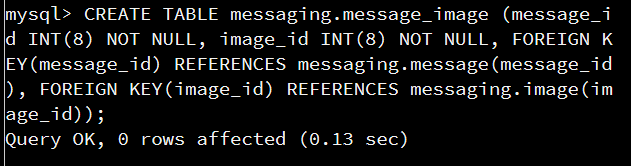 mysql> CREATE TABLE messaging.message_image (message_i
d INT(8) NOT NULL, image_id INT(8) NOT NULL, FOREIGN K
EY(message_id) REFERENCES messaging.message(message_id
), FOREIGN KEY(image_id) REFERENCES messaging.image(im
age_id));
Query OK, 0 rows affected (0.13 sec)